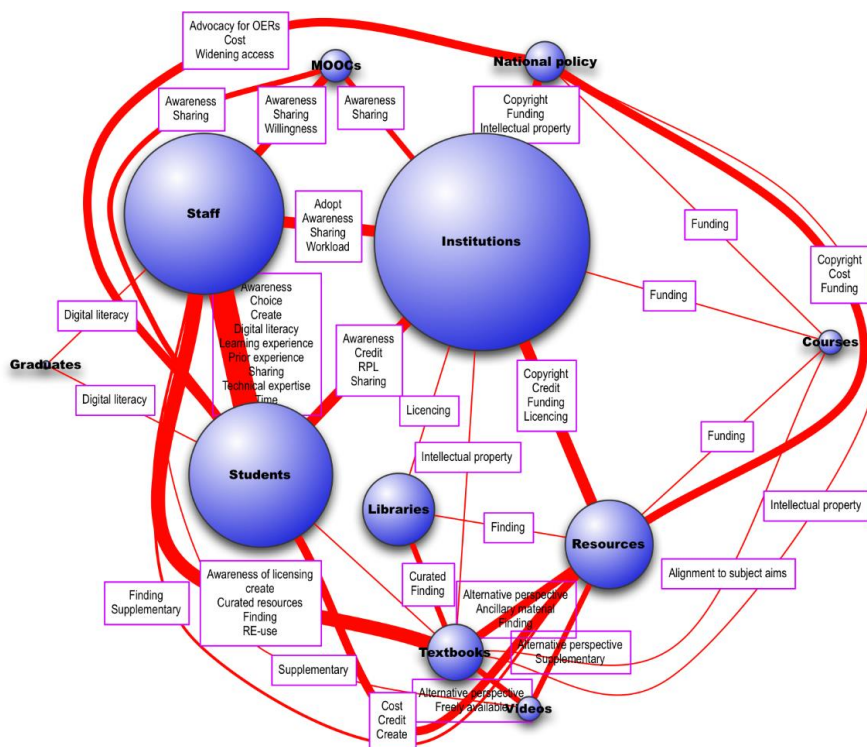 Advocacy for OERs
Cost
Widening access
MOOCs
National policy
Awareness
Sharing
Awareness
Sharing
Willingness
Awareness
Sharing
Copyright
Funding
Intellectual property
Staff
Adopt
Awareness
Sharing
Workload
Institutions
Funding
Copyright
Cost
Funding
Funding
Awareness
Choice
Create
Digital literacy
Learning experience
Prior experience
Sharing
Technical expertise
Time
Digital literacy
Graduates
Digital literacy
Awareness
Credit
RPL
Sharing
Courses
Copyright
Credit
Funding
Licencing
Licencing
Funding
Students
Intellectual property
Libraries
Finding
Resources
Intellectual property
Curated
Finding
Alignment to subject aims
Finding
Supplementary
Awareness of licensing
create
Curated resources
Finding
RE-use
Alternative perspective
Ancillary material
Finding
Textbooks
Alternative perspective
Supplementary
Supplementary
Alternative perspective
Freely available
Videos
Cost
Credit
Create